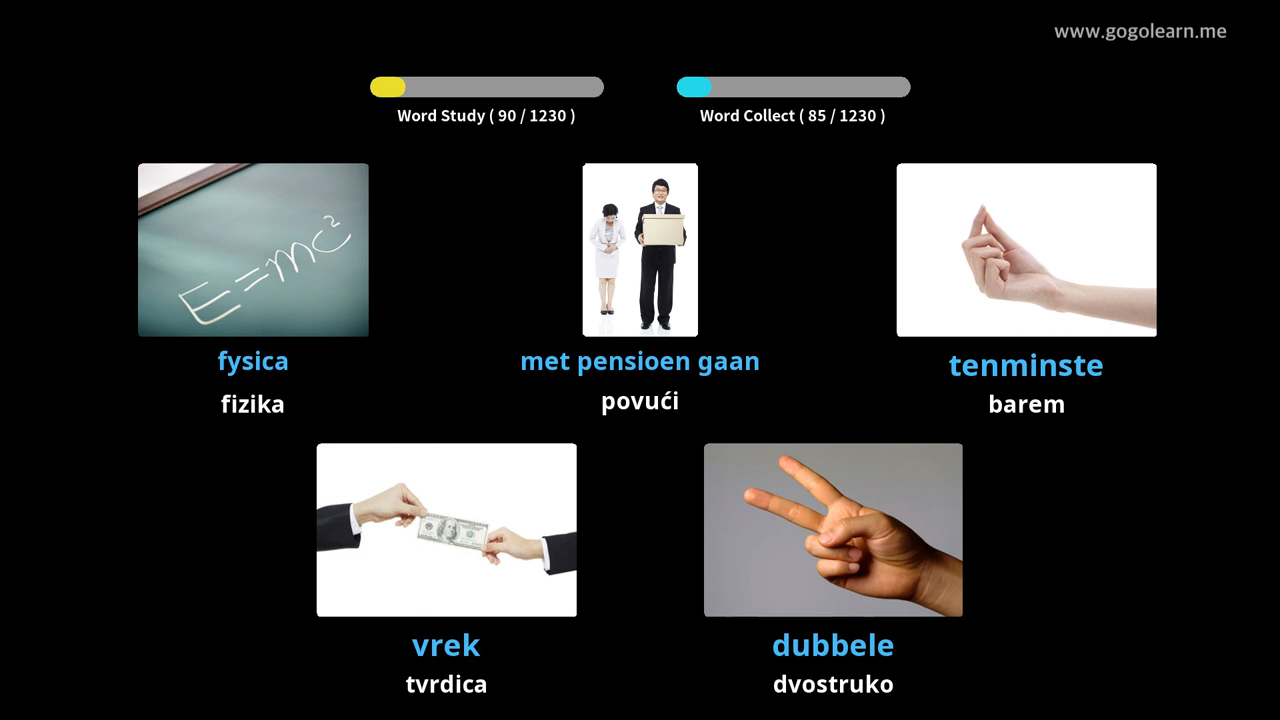 www.gogolearn.me
Word Study ( 90 / 1230 )
Word Collect ( 85 / 1230 )
E=mc²
fysica
fizika
met pensioen gaan
povući
tenminste
barem
vrek
tvrdica
dubbele
dvostruko